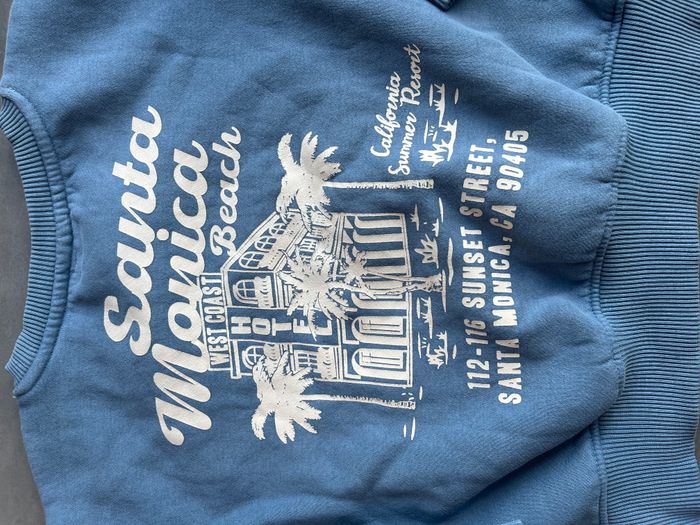 Santa
Monica
Beach
WEST COAST
HOTEL
California
Summer Resort
112-116 SUNSET STREET,
SANTA MONICA, CA 90405